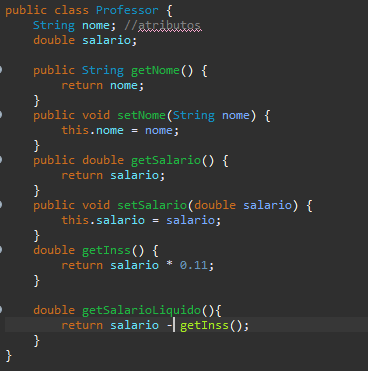 public class Professor {
    String nome; //atributos
    double salario;

    public String getNome() {
        return nome;
    }
    public void setNome(String nome) {
        this.nome = nome;
    }
    public double getSalario() {
        return salario;
    }
    public void setSalario(double salario) {
        this.salario = salario;
    }
    double getInss() {
        return salario * 0.11;
    }

    double getSalarioLiquido(){
        return salario - getInss();
    }
}